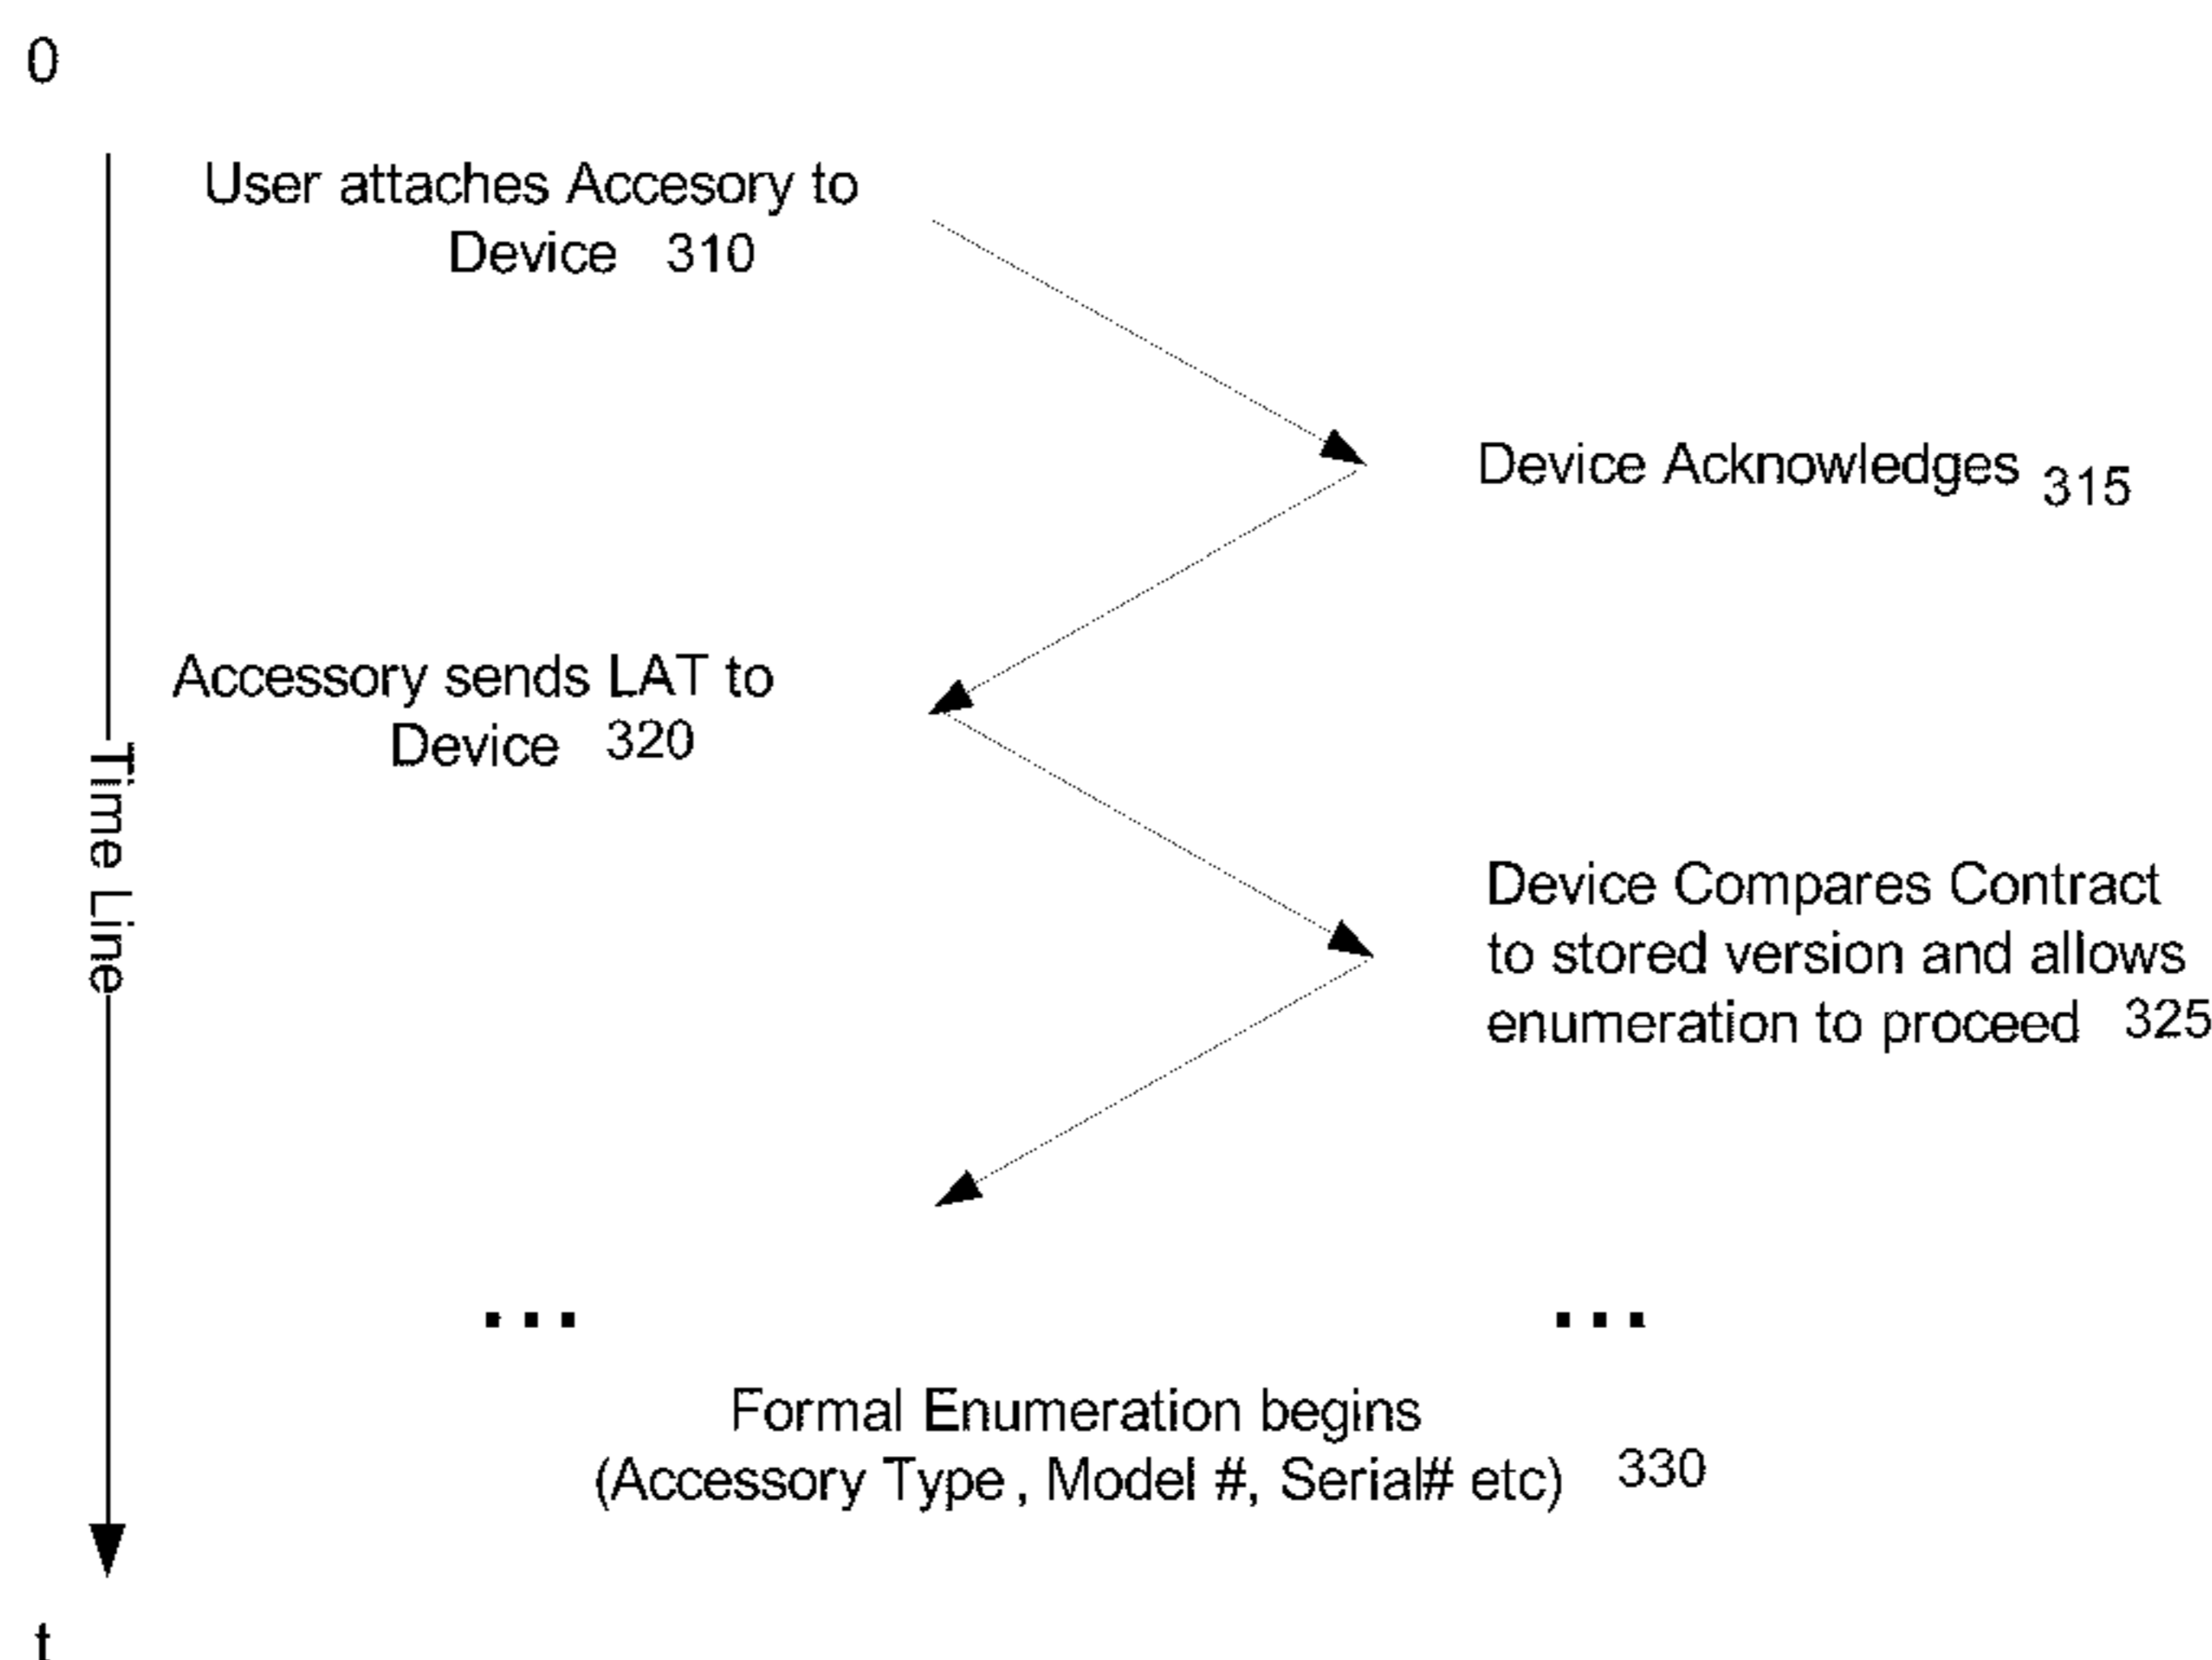 0
User attaches Accesory to
Device 310
Device Acknowledges 315
Accessory sends LAT to
Device 320
Time Line
Device Compares Contract
to stored version and allows
enumeration to proceed 325
... ...
Formal Enumeration begins
(Accessory Type, Model #, Serial# etc) 330
t